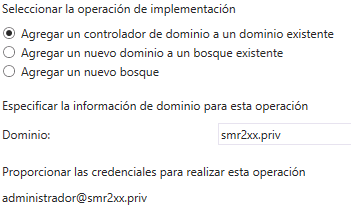 Seleccionar la operación de implementación
Agregar un controlador de dominio a un dominio existente
Agregar un nuevo dominio a un bosque existente
Agregar un nuevo bosque
Especificar la información de dominio para esta operación
Dominio: smr2xx.priv
Proporcionar las credenciales para realizar esta operación
administrador@smr2xx.priv